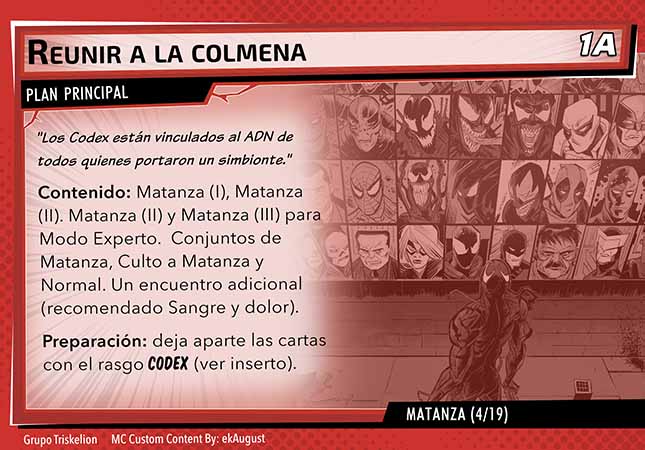 REUNIR A LA COLMENA
1A
PLAN PRINCIPAL
"Los Codex están vinculados al ADN de
todos quienes portaron un simbionte."
Contenido: Matanza (I), Matanza
(II). Matanza (II) y Matanza (III) para
Modo Experto. Conjuntos de
Matanza, Culto a Matanza y
Normal. Un encuentro adicional
(recomendado Sangre y dolor).
Preparación: deja aparte las cartas
con el rasgo CODEX (ver inserto).
MATANZA (4/19)
Grupo Triskelion MC Custom Content By: ekAugust